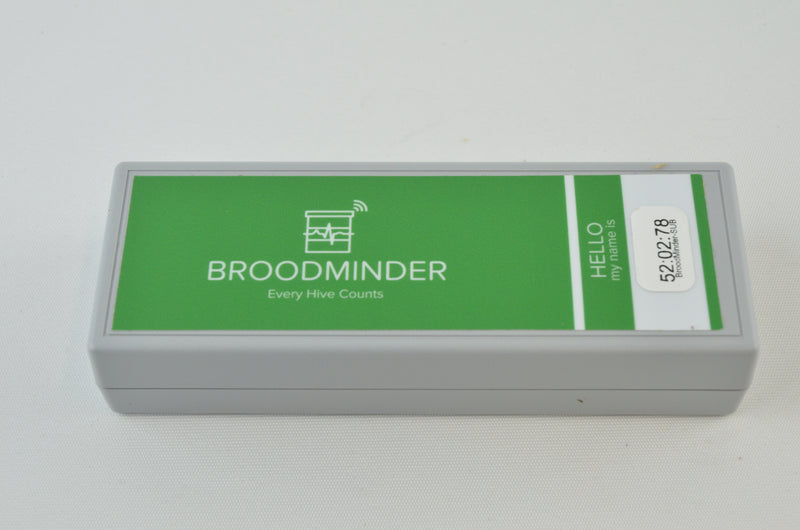 BROODMINDER
Every Hive Counts
HELLO
my name is
52:02:78
BroodMinder-SUB